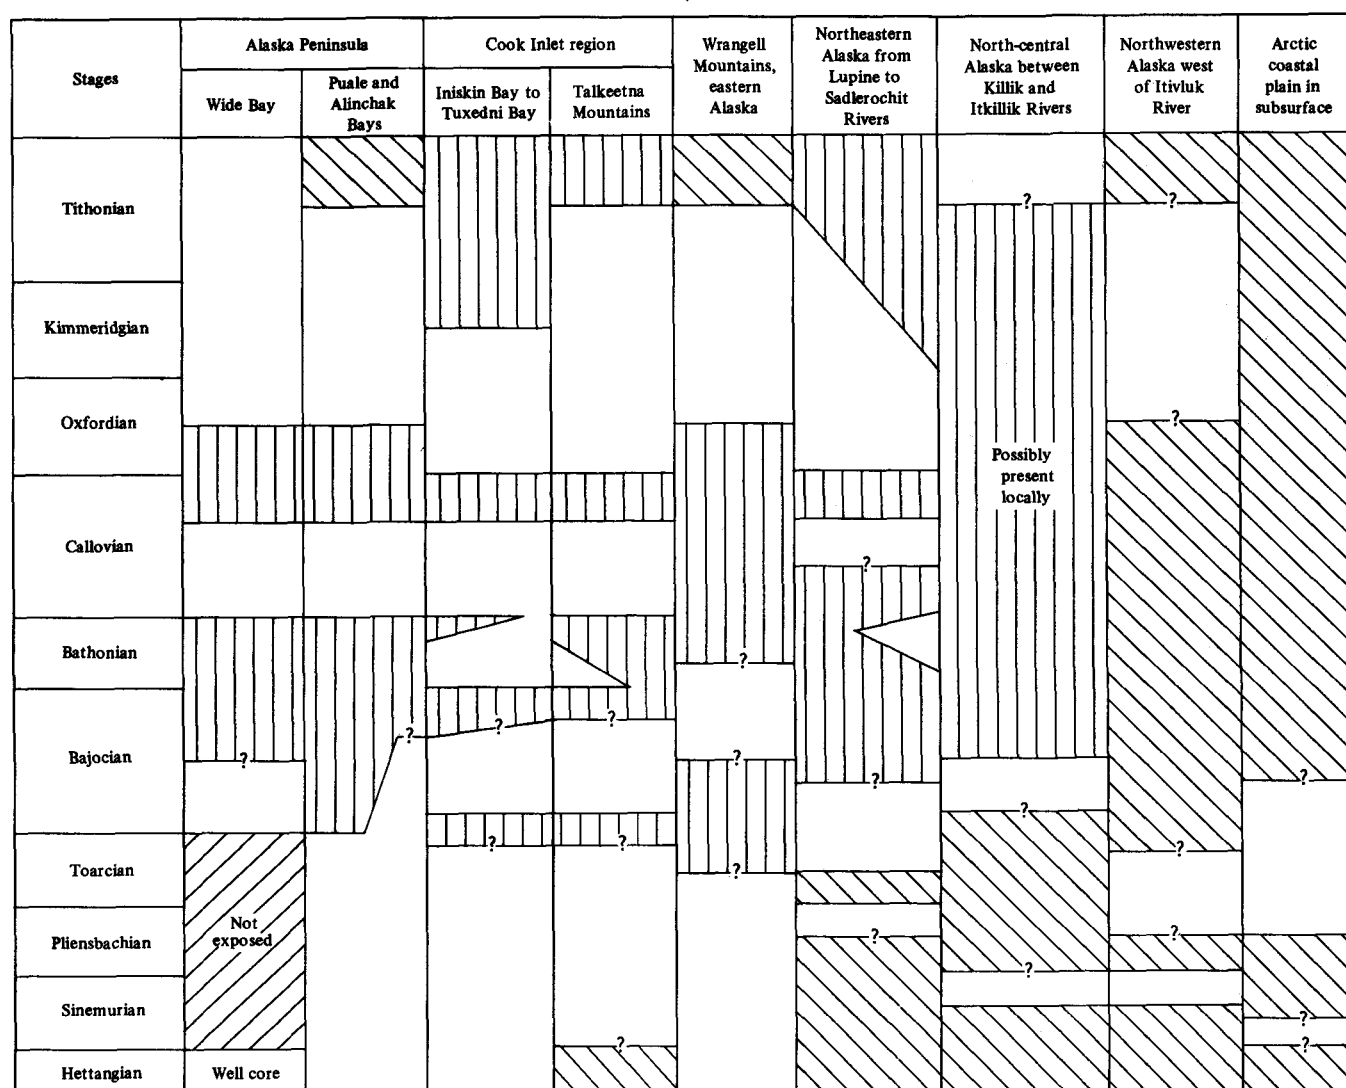 Stages
Alaska Peninsula
Cook Inlet region
Wide Bay
Puale and
Alinchak
Bays
Iniskin Bay to
Tuxedni Bay
Talkeetna
Mountains
Wrangell
Mountains,
eastern
Alaska
Northeastern
Alaska from
Lupine to
Sadlerochit
Rivers
North-central
Alaska between
Killik and
Itkillik Rivers
Northwestern
Alaska west
of Itivluk
River
Arctic
coastal
plain in
subsurface
Tithonian
?
?
Kimmeridgian
Oxfordian
?
Possibly
present
locally
Callovian
?
Bathonian
?
?
?
?
Bajocian
?
?
?
?
?
?
?
?
?
Toarcian
?
Not
exposed
Pliensbachian
?
?
?
Sinemurian
?
?
?
Hettangian
Well core